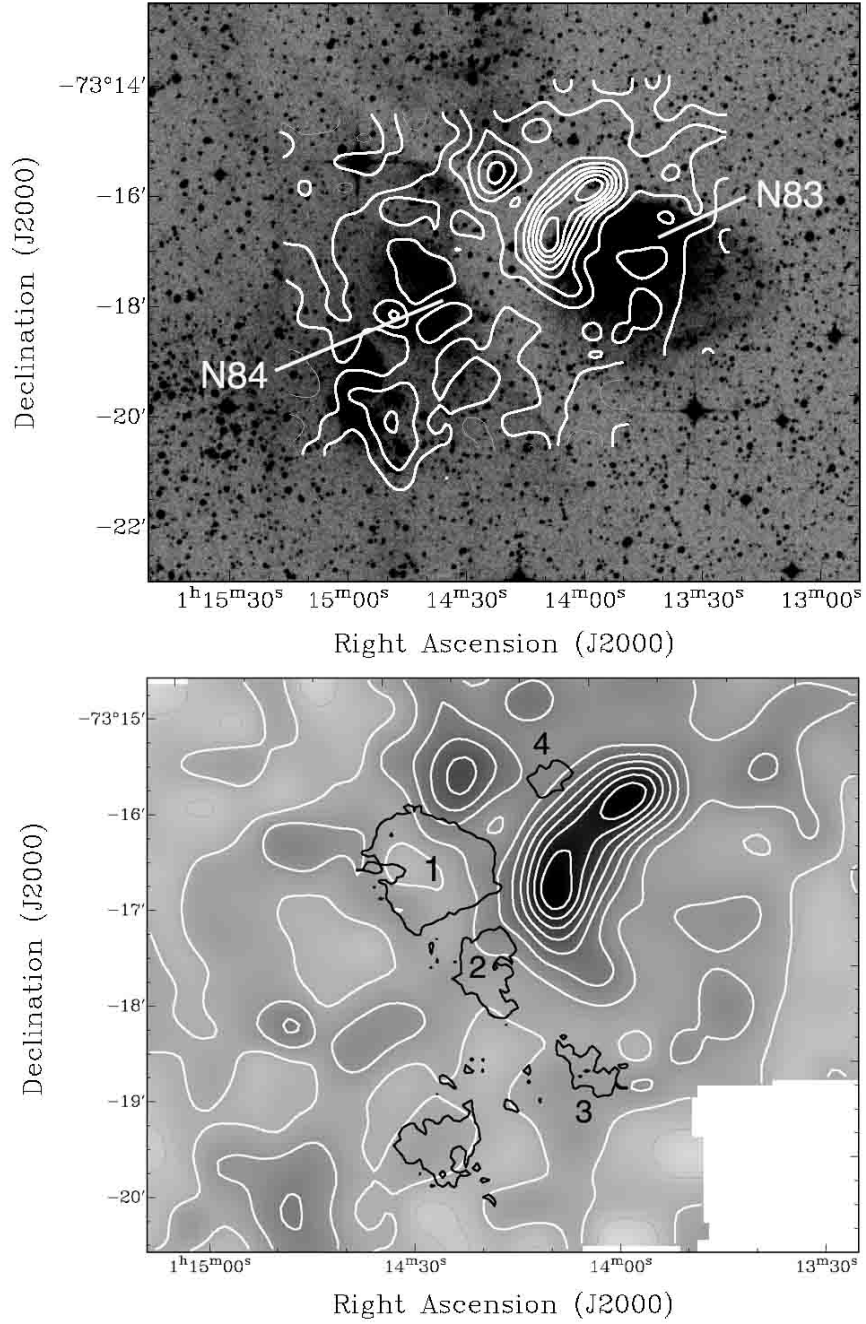 Declination (J2000)
−73°14′
−16′
−18′
−20′
−22′
N83
N84
1ʰ15ᵐ30ˢ 15ᵐ00ˢ 14ᵐ30ˢ 14ᵐ00ˢ 13ᵐ30ˢ 13ᵐ00ˢ
Right Ascension (J2000)
Declination (J2000)
−73°15′
−16′
−17′
−18′
−19′
−20′
4
1
2
3
1ʰ15ᵐ00ˢ 14ᵐ30ˢ 14ᵐ00ˢ 13ᵐ30ˢ
Right Ascension (J2000)